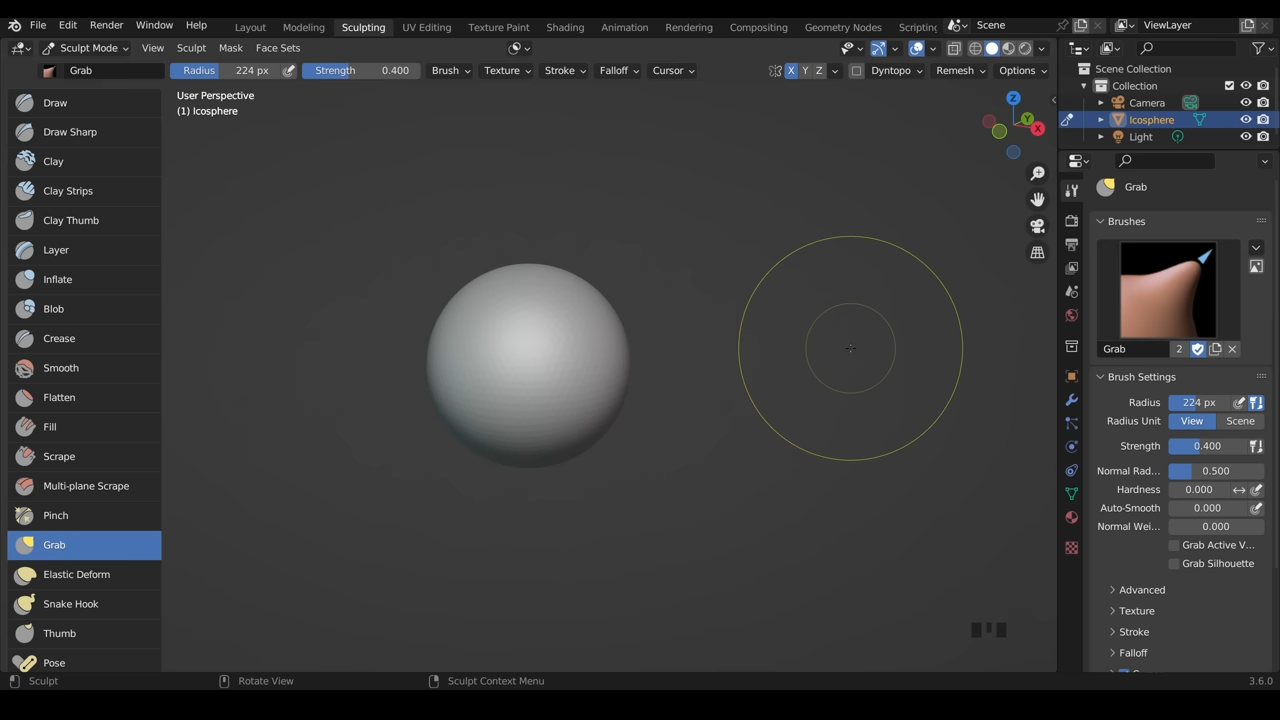 File Edit Render Window Help Layout Modeling Sculpting UV Editing Texture Paint Shading Animation Rendering Compositing Geometry Nodes Scripting Scene ViewLayer
Sculpt Mode View Sculpt Mask Face Sets
Grab Radius 224 px Strength 0.400 Brush Texture Stroke Falloff Cursor X Y Z Dyntopo Remesh Options
User Perspective
(1) Icosphere
Z
Y
X
Draw
Draw Sharp
Clay
Clay Strips
Clay Thumb
Layer
Inflate
Blob
Crease
Smooth
Flatten
Fill
Scrape
Multi-plane Scrape
Pinch
Grab
Elastic Deform
Snake Hook
Thumb
Pose
Scene Collection
Collection
Camera
Icosphere
Light
Grab
Brushes
Grab 2
Brush Settings
Radius 224 px
Radius Unit View Scene
Strength 0.400
Normal Rad... 0.500
Hardness 0.000
Auto-Smooth 0.000
Normal Wei... 0.000
Grab Active V...
Grab Silhouette
Advanced
Texture
Stroke
Falloff
Sculpt Rotate View Sculpt Context Menu 3.6.0